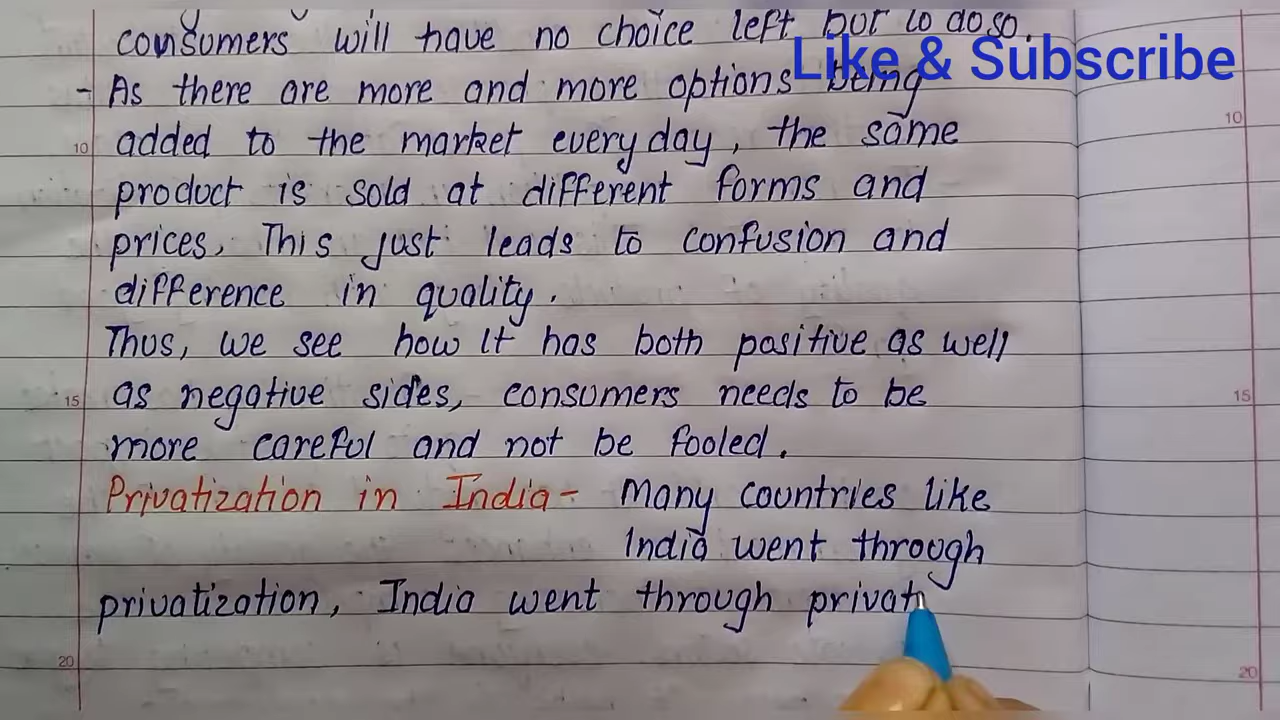 consumers will have no choice left but to do so.
Like & Subscribe
- As there are more and more options being
10 added to the market everyday, the same 10
product is sold at different forms and
prices, This just leads to confusion and
difference in quality.
Thus, we see how It has both positive as well
15 as negative sides, consumers needs to be 15
more careful and not be fooled.
Privatization in India - Many countries like
India went through
privatization, India went through privat
20 20